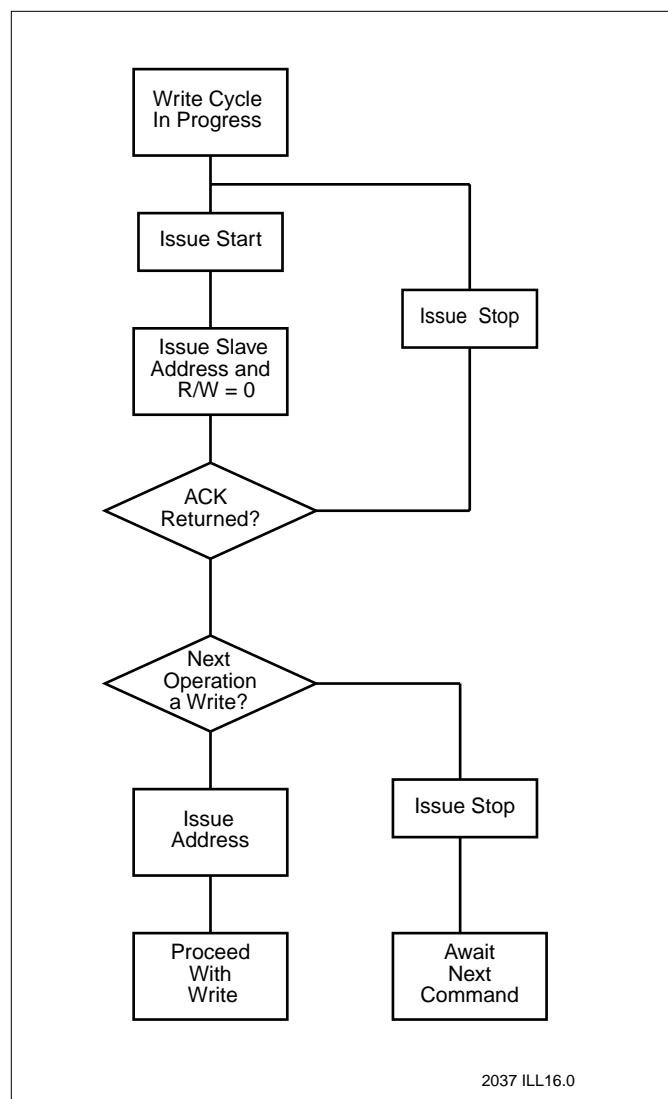 Write Cycle
In Progress
Issue Start
Issue Stop
Issue Slave
Address and
R/W = 0
ACK
Returned?
Next
Operation
a Write?
Issue
Address
Issue Stop
Proceed
With
Write
Await
Next
Command
2037 ILL16.0